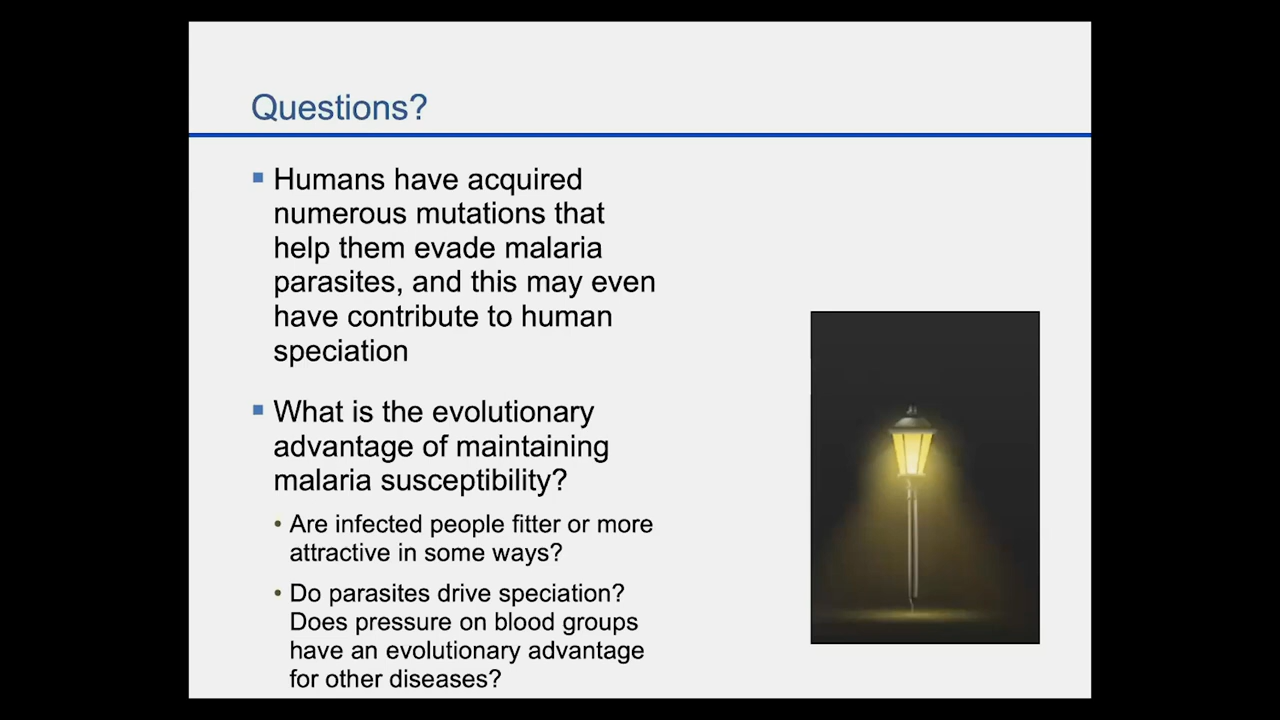 Questions?
Humans have acquired
numerous mutations that
help them evade malaria
parasites, and this may even
have contribute to human
speciation
What is the evolutionary
advantage of maintaining
malaria susceptibility?
Are infected people fitter or more
attractive in some ways?
Do parasites drive speciation?
Does pressure on blood groups
have an evolutionary advantage
for other diseases?